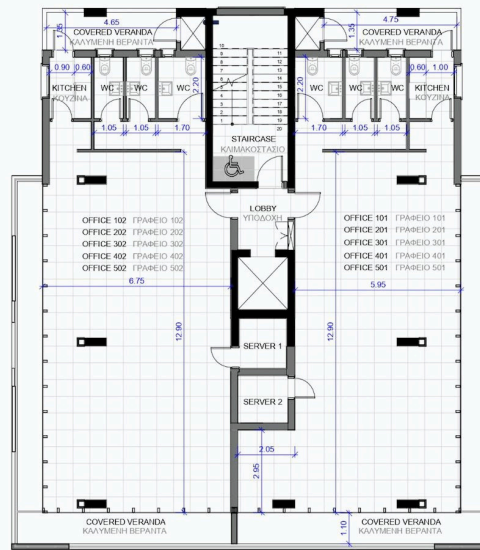 4.65
4.75
1.35
COVERED VERANDA
ΚΑΛΥΜΕΝΗ ΒΕΡΑΝΤΑ
1.35
COVERED VERANDA
ΚΑΛΥΜΕΝΗ ΒΕΡΑΝΤΑ
0.90
0.60
KITCHEN
ΚΟΥΖΙΝΑ
WC
WC
WC
2.20
2.20
WC
WC
WC
0.60
1.00
KITCHEN
ΚΟΥΖΙΝΑ
1.05
1.05
1.70
1.70
1.05
1.05
STAIRCASE
ΚΛΙΜΑΚΟΣΤΑΣΙΟ
LOBBY
ΥΠΟΔΟΧΗ
OFFICE 102 ΓΡΑΦΕΙΟ 102
OFFICE 202 ΓΡΑΦΕΙΟ 202
OFFICE 302 ΓΡΑΦΕΙΟ 302
OFFICE 402 ΓΡΑΦΕΙΟ 402
OFFICE 502 ΓΡΑΦΕΙΟ 502
OFFICE 101 ΓΡΑΦΕΙΟ 101
OFFICE 201 ΓΡΑΦΕΙΟ 201
OFFICE 301 ΓΡΑΦΕΙΟ 301
OFFICE 401 ΓΡΑΦΕΙΟ 401
OFFICE 501 ΓΡΑΦΕΙΟ 501
6.75
5.95
12.90
12.90
SERVER 1
SERVER 2
2.05
2.95
COVERED VERANDA
ΚΑΛΥΜΕΝΗ ΒΕΡΑΝΤΑ
1.10
COVERED VERANDA
ΚΑΛΥΜΕΝΗ ΒΕΡΑΝΤΑ